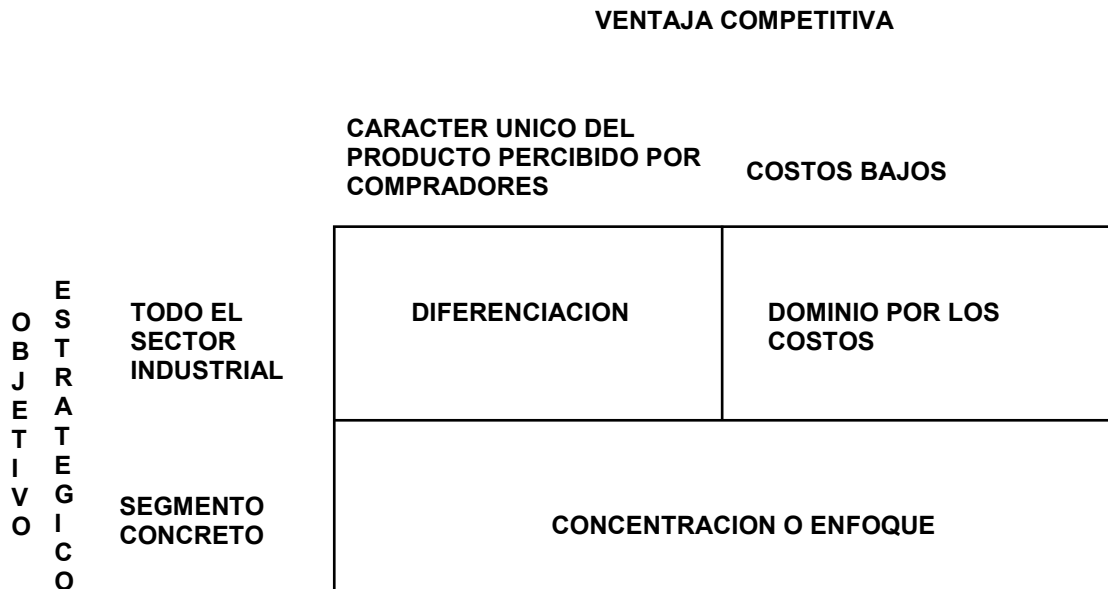 VENTAJA COMPETITIVA
CARACTER UNICO DEL
PRODUCTO PERCIBIDO POR
COMPRADORES
COSTOS BAJOS
OBJETIVO
ESTRATEGICO
TODO EL
SECTOR
INDUSTRIAL
DIFERENCIACION
DOMINIO POR LOS
COSTOS
SEGMENTO
CONCRETO
CONCENTRACION O ENFOQUE